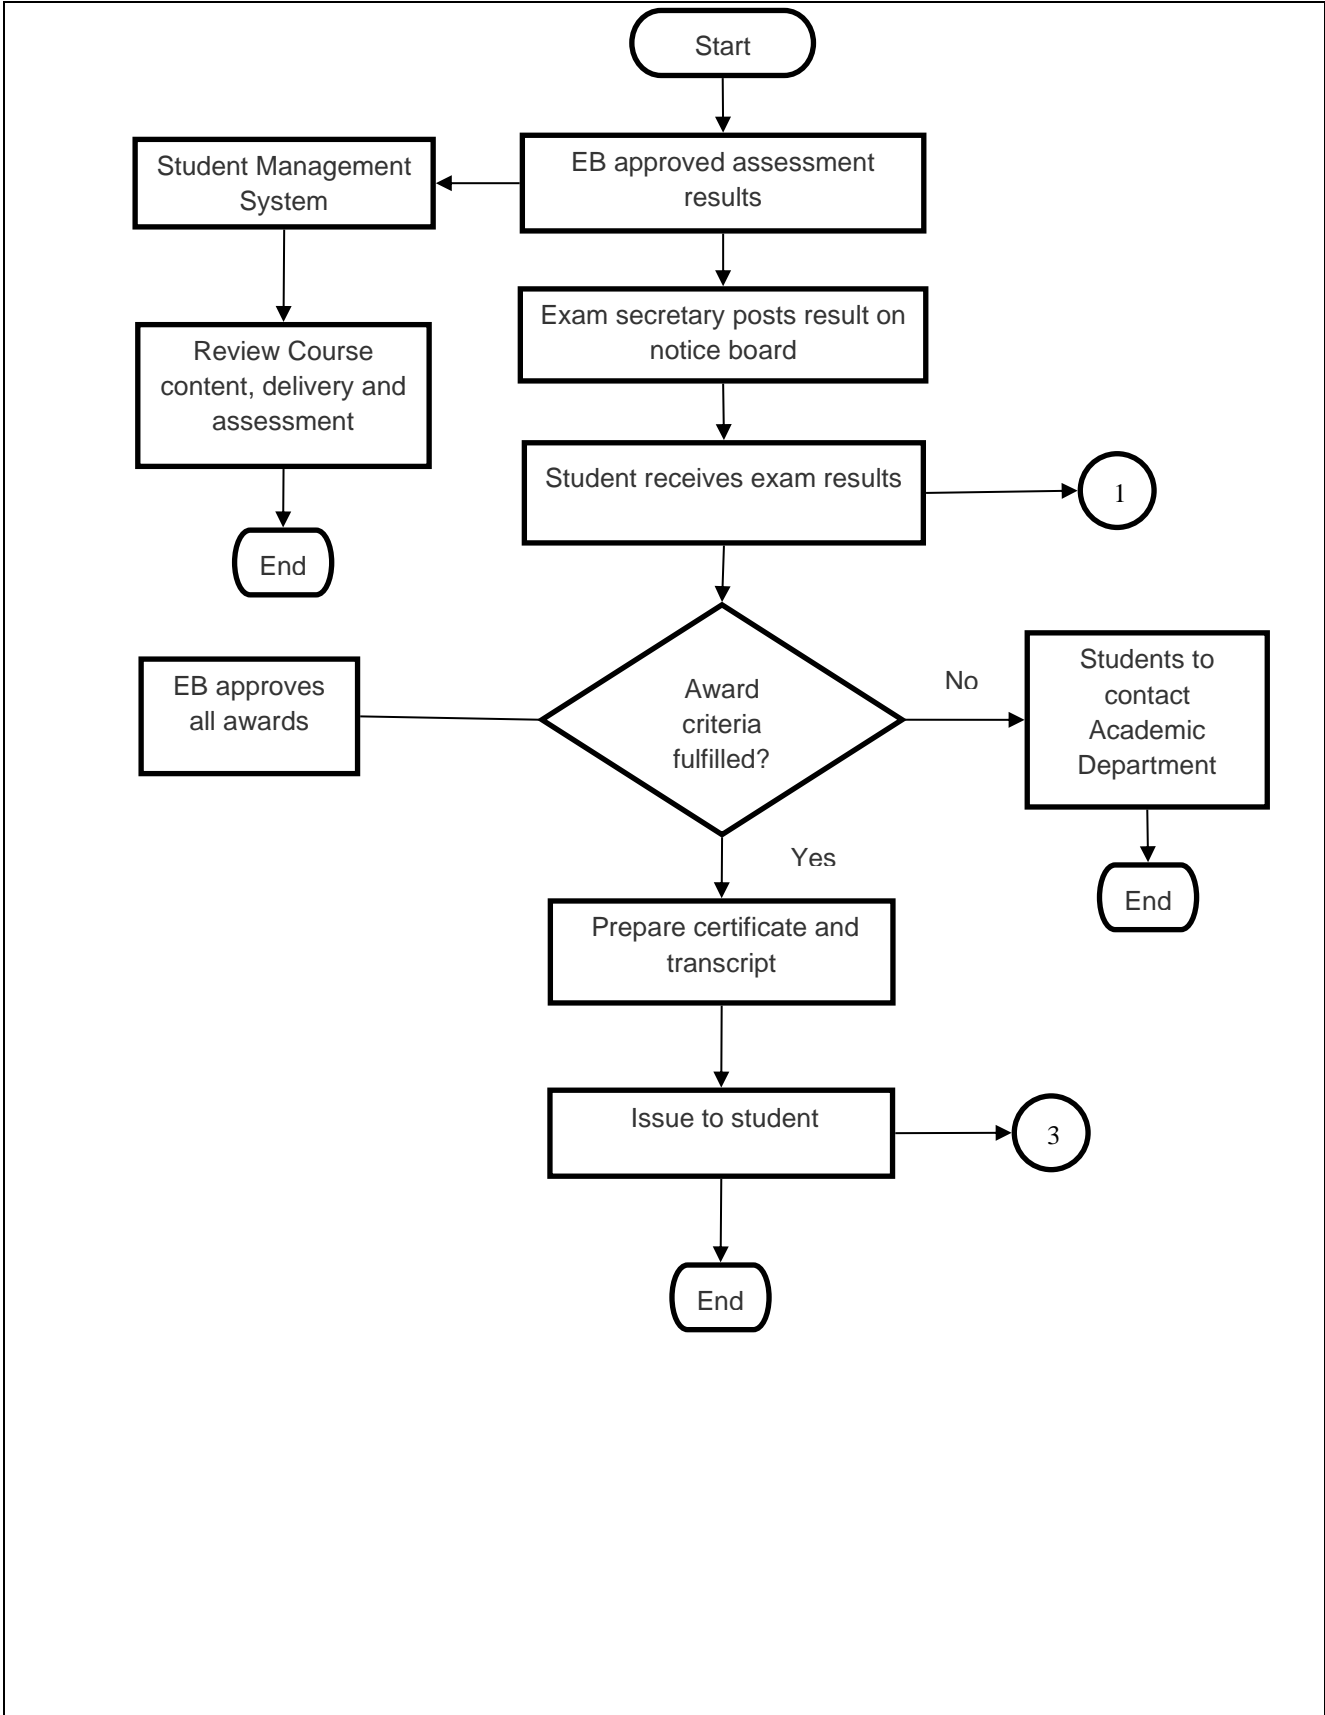 Start
EB approved assessment
results
Student Management
System
Exam secretary posts result on
notice board
Review Course
content, delivery and
assessment
Student receives exam results
1
End
Award
criteria
fulfilled?
EB approves
all awards
No
Students to
contact
Academic
Department
Yes
End
Prepare certificate and
transcript
Issue to student
3
End